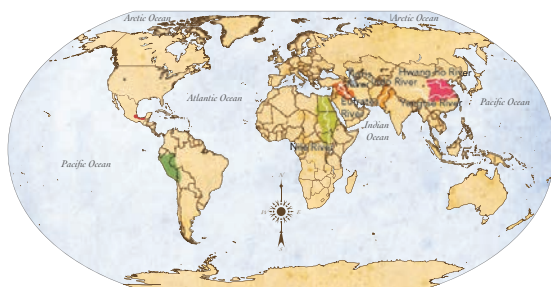 Arctic Ocean
Arctic Ocean
Hwang Ho River
Atlantic Ocean
River
Pacific Ocean
Yangtze River
River
Indian
Ocean
Nile River
Pacific Ocean
N
E